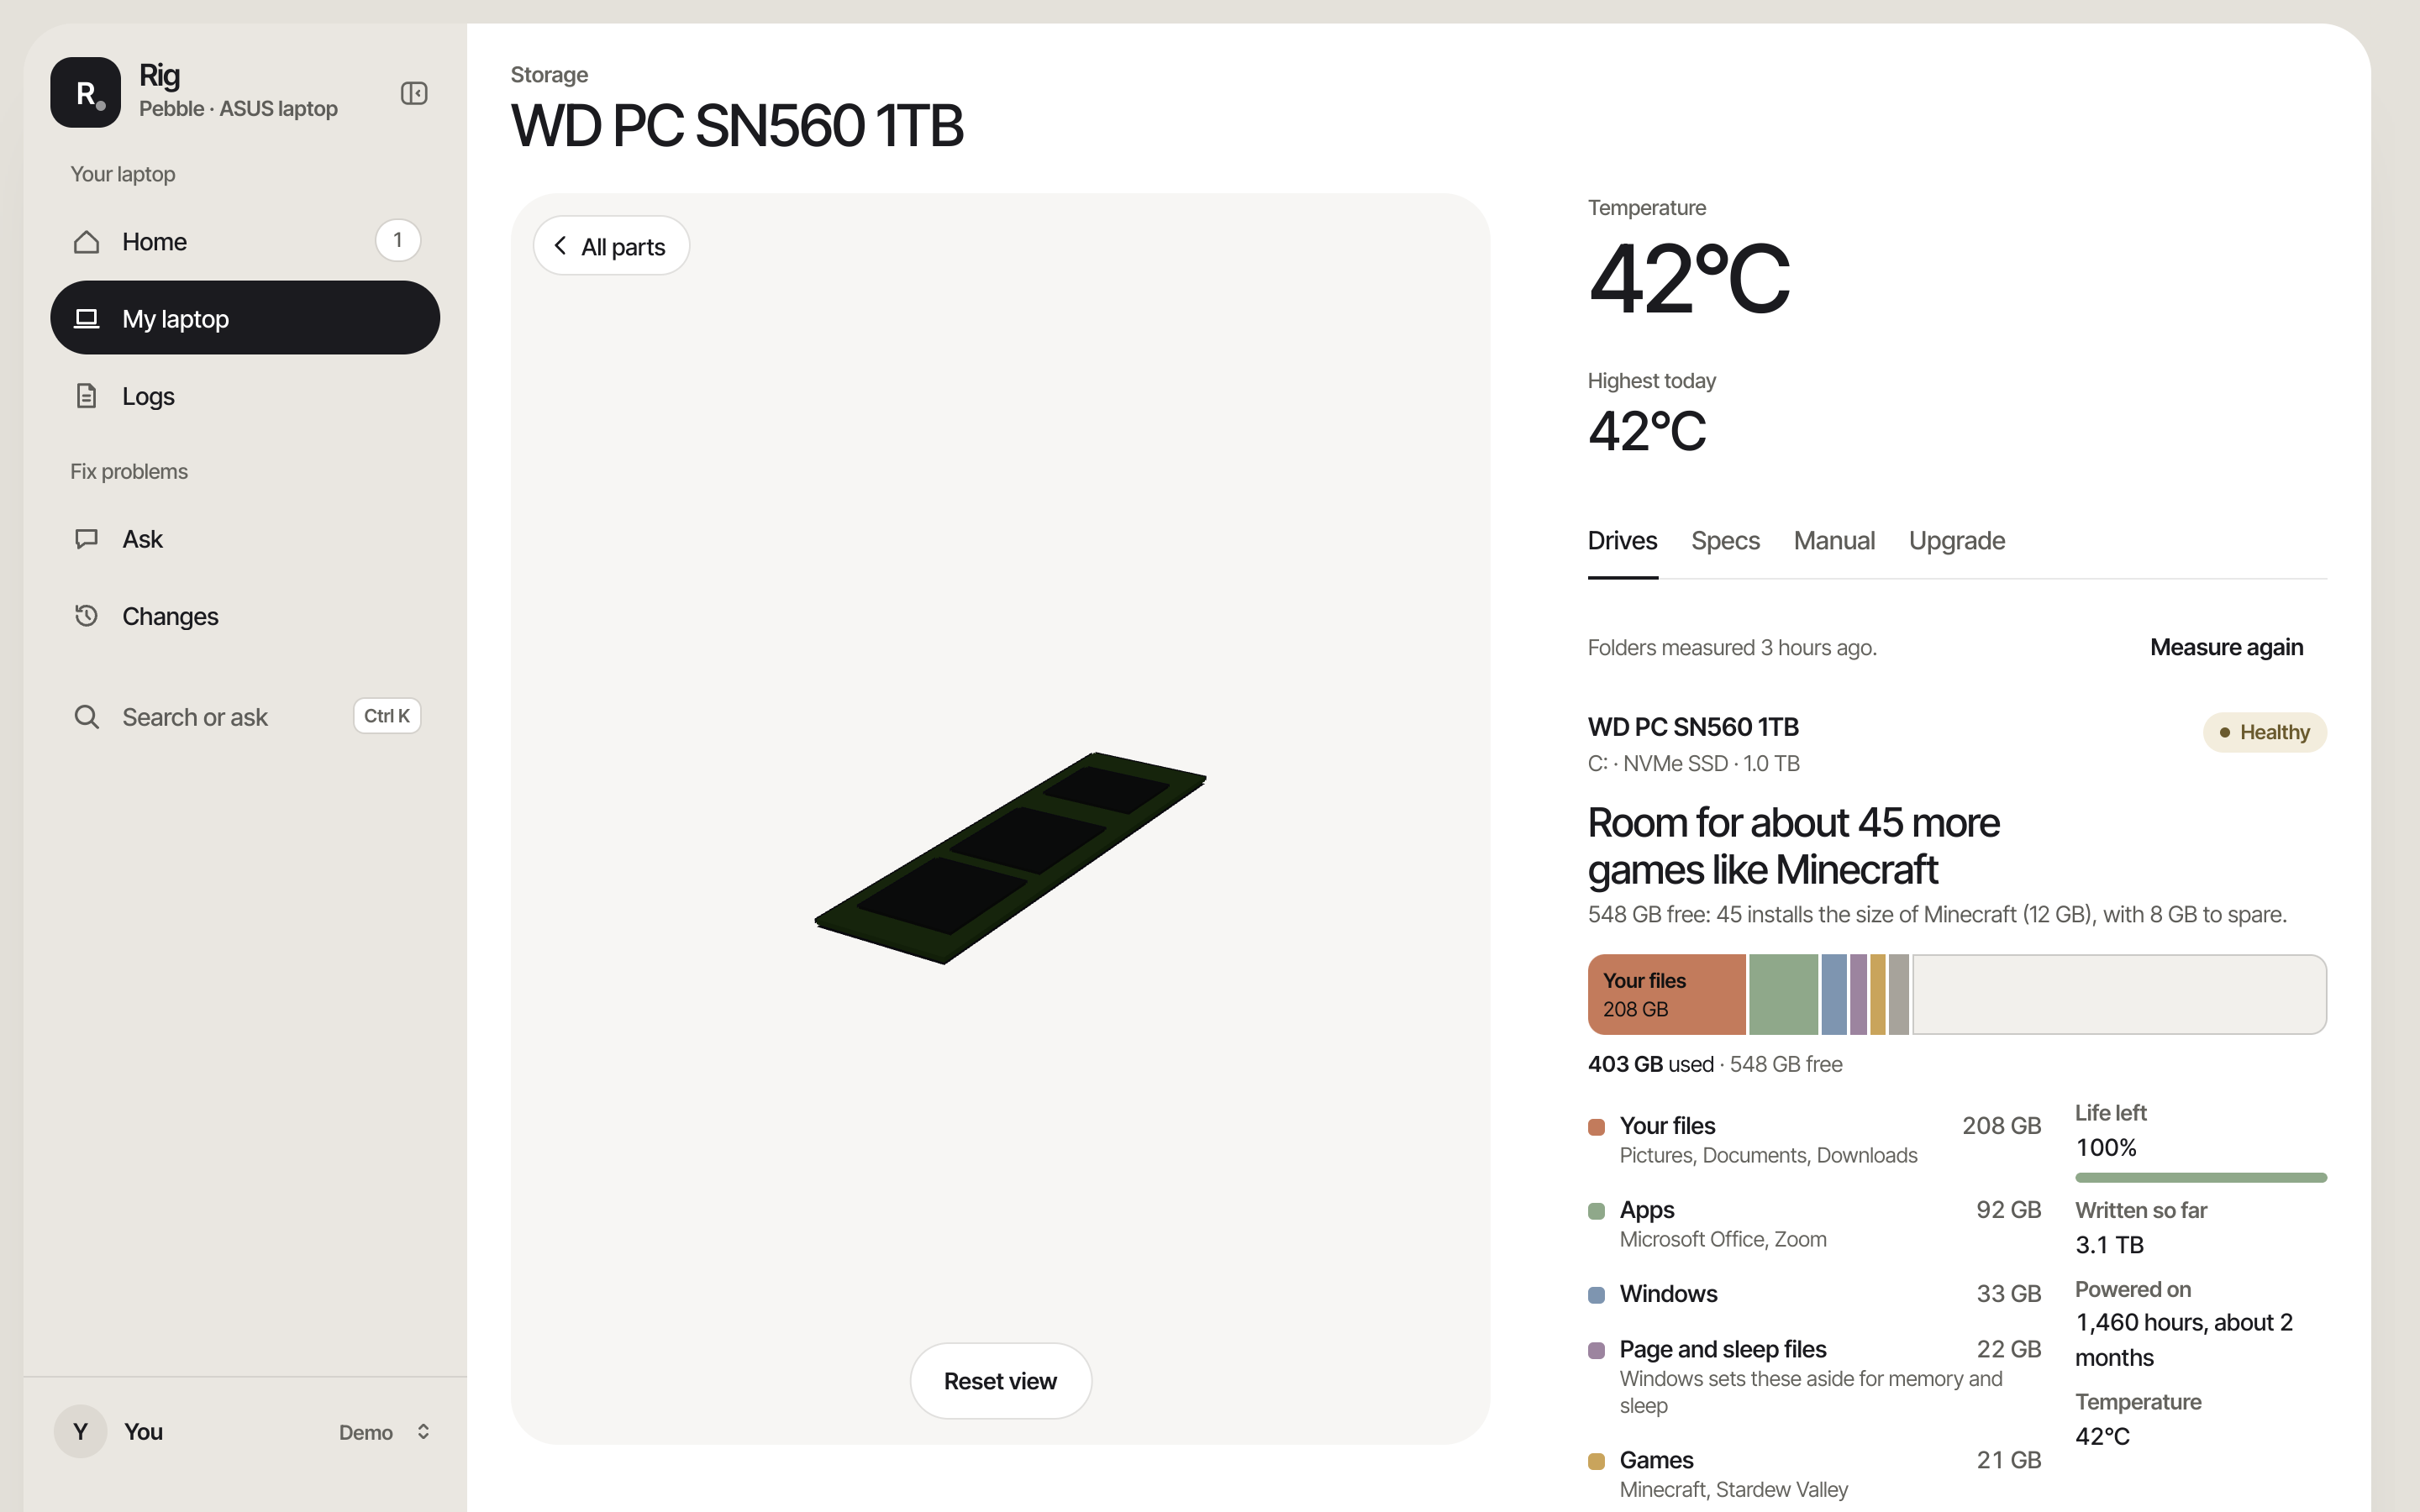 R.
Rig
Pebble · ASUS laptop
Your laptop
Home
1
My laptop
Logs
Fix problems
Ask
Changes
Search or ask
Ctrl K
Y
You
Demo
Storage
WD PC SN560 1TB
All parts
Reset view
Temperature
42°C
Highest today
42°C
Drives
Specs
Manual
Upgrade
Folders measured 3 hours ago.
Measure again
WD PC SN560 1TB
Healthy
C: · NVMe SSD · 1.0 TB
Room for about 45 more
games like Minecraft
548 GB free: 45 installs the size of Minecraft (12 GB), with 8 GB to spare.
Your files
208 GB
403 GB used · 548 GB free
Your files
208 GB
Pictures, Documents, Downloads
Apps
92 GB
Microsoft Office, Zoom
Windows
33 GB
Page and sleep files
22 GB
Windows sets these aside for memory and
sleep
Games
21 GB
Minecraft, Stardew Valley
Life left
100%
Written so far
3.1 TB
Powered on
1,460 hours, about 2
months
Temperature
42°C